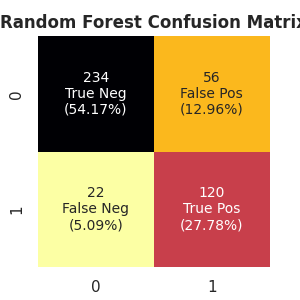 Random Forest Confusion Matrix
0
234
True Neg
(54.17%)
56
False Pos
(12.96%)
1
22
False Neg
(5.09%)
120
True Pos
(27.78%)
0
1